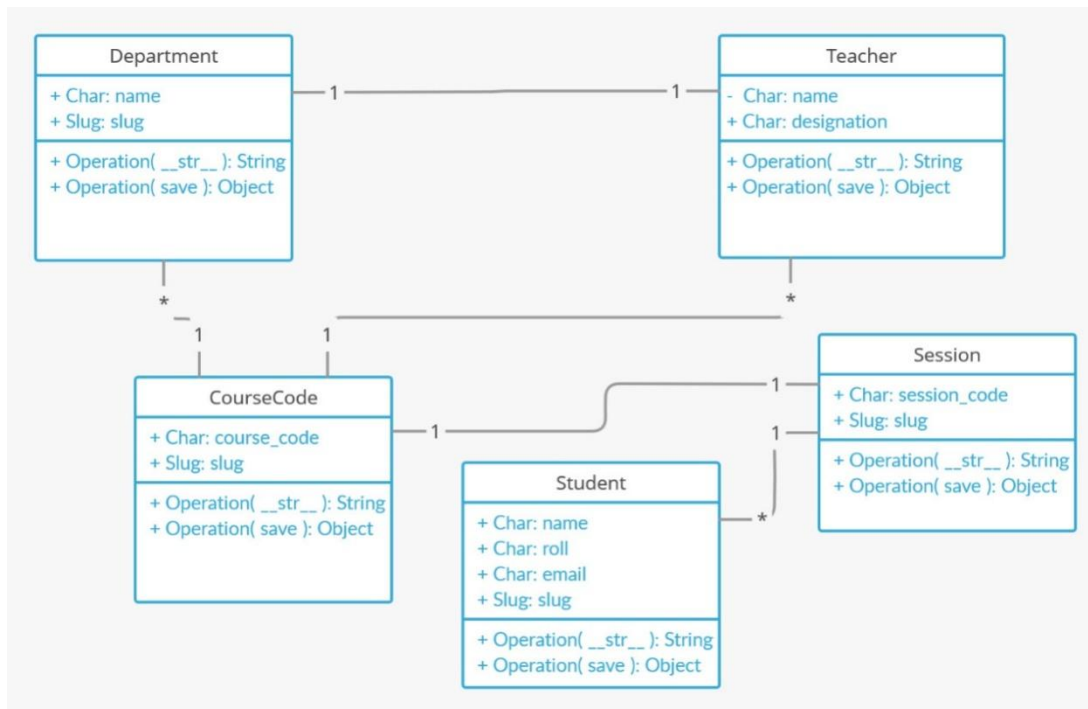 Department
+ Char: name
+ Slug: slug
+ Operation( __str__ ): String
+ Operation( save ): Object
1
1
Teacher
- Char: name
+ Char: designation
+ Operation( __str__ ): String
+ Operation( save ): Object
*
1
1
*
CourseCode
+ Char: course_code
+ Slug: slug
+ Operation( __str__ ): String
+ Operation( save ): Object
1
1
1
*
Session
+ Char: session_code
+ Slug: slug
+ Operation( __str__ ): String
+ Operation( save ): Object
Student
+ Char: name
+ Char: roll
+ Char: email
+ Slug: slug
+ Operation( __str__ ): String
+ Operation( save ): Object